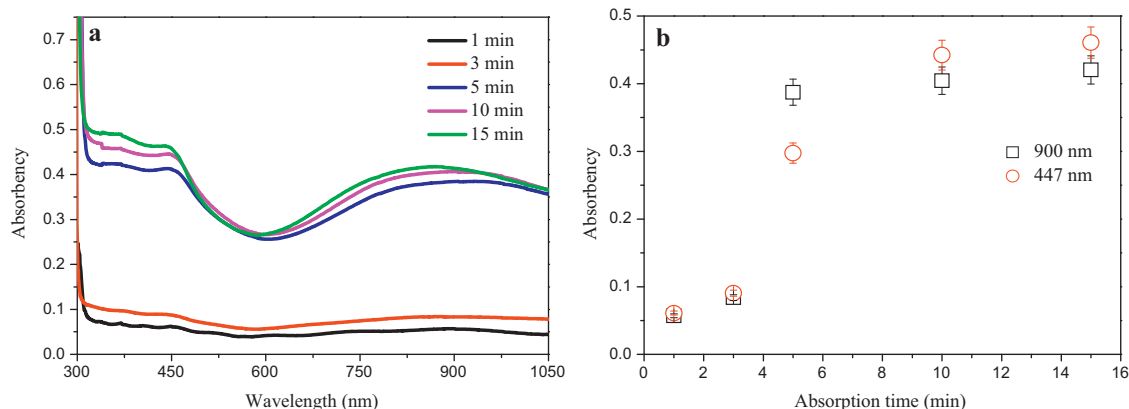 a
1 min
3 min
5 min
10 min
15 min
0.7
0.6
0.5
0.4
0.3
0.2
0.1
0.0
300 450 600 750 900 1050
Absorbency
Wavelength (nm)
b
900 nm
447 nm
0.5
0.4
0.3
0.2
0.1
0.0
0 2 4 6 8 10 12 14 16
Absorbency
Absorption time (min)